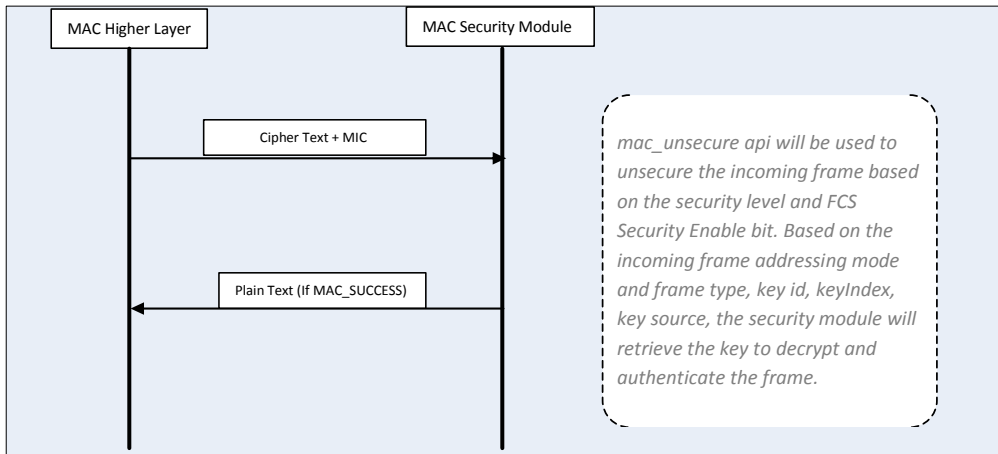 MAC Higher Layer
MAC Security Module
Cipher Text + MIC
Plain Text (If MAC_SUCCESS)
mac_unsecure api will be used to
unsecure the incoming frame based
on the security level and FCS
Security Enable bit. Based on the
incoming frame addressing mode
and frame type, key id, keyIndex,
key source, the security module will
retrieve the key to decrypt and
authenticate the frame.